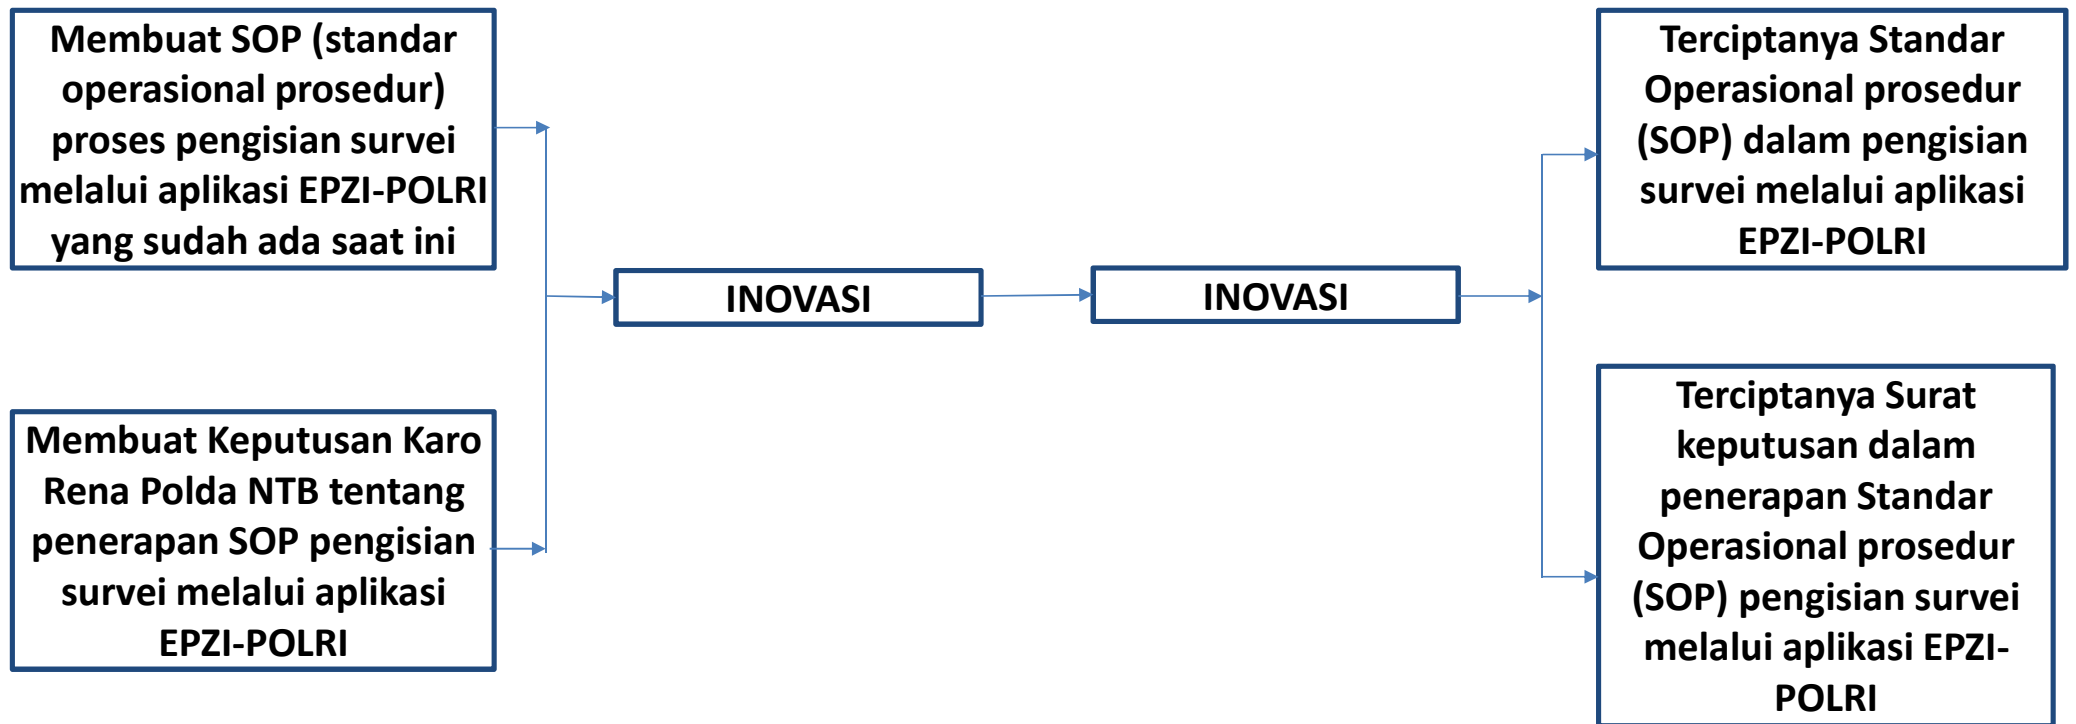 Membuat SOP (standar
operasional prosedur)
proses pengisian survei
melalui aplikasi EPZI-POLRI
yang sudah ada saat ini
Membuat Keputusan Karo
Rena Polda NTB tentang
penerapan SOP pengisian
survei melalui aplikasi
EPZI-POLRI
INOVASI
INOVASI
Terciptanya Standar
Operasional prosedur
(SOP) dalam pengisian
survei melalui aplikasi
EPZI-POLRI
Terciptanya Surat
keputusan dalam
penerapan Standar
Operasional prosedur
(SOP) pengisian survei
melalui aplikasi EPZI-
POLRI